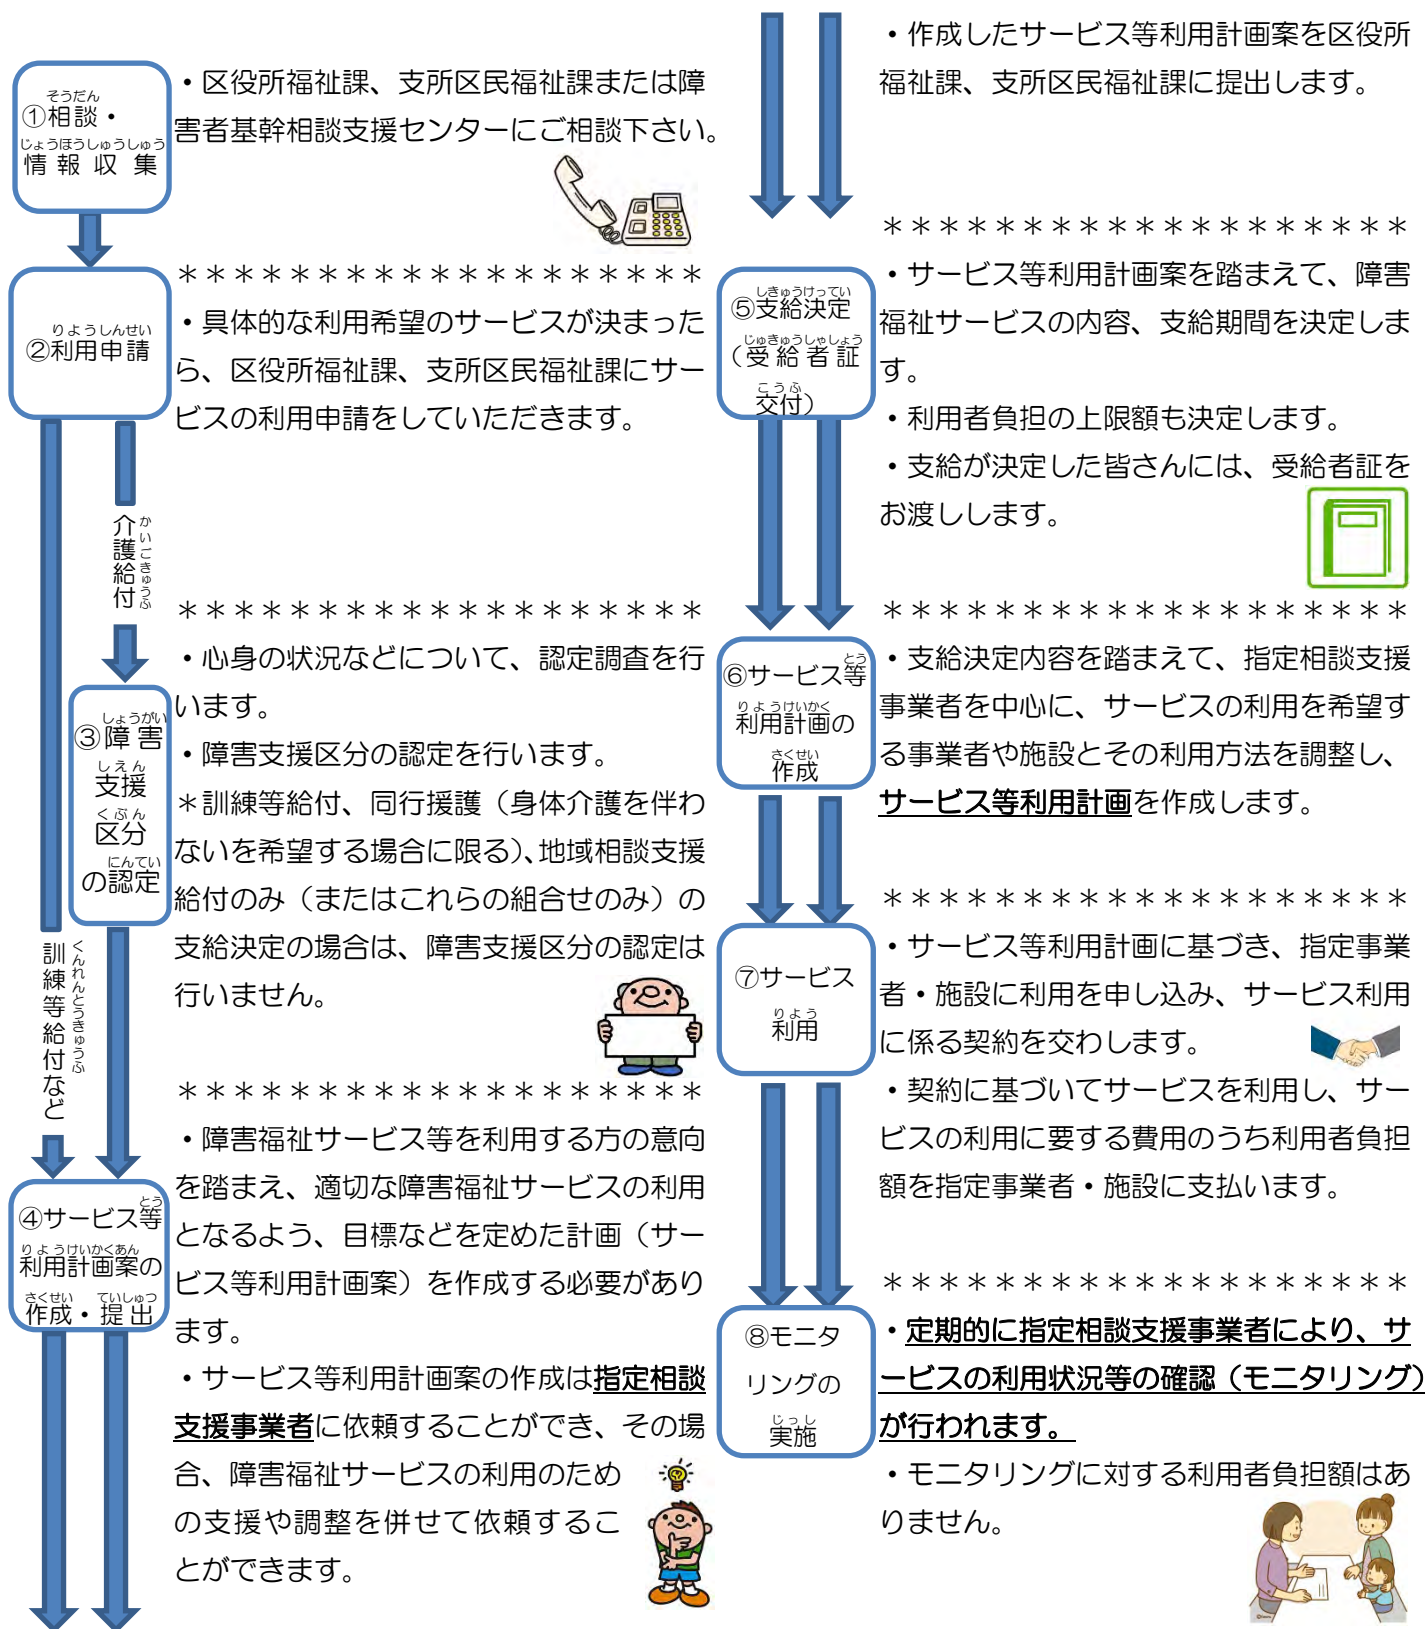 ①相談・
情報収集
そうだん
じょうほうしゅうしゅう
・区役所福祉課、支所区民福祉課または障
害者基幹相談支援センターにご相談下さい。
②利用申請
りようしんせい
＊＊＊＊＊＊＊＊＊＊＊＊＊＊＊＊＊＊＊
・具体的な利用希望のサービスが決まった
ら、区役所福祉課、支所区民福祉課にサー
ビスの利用申請をしていただきます。
介護給付
かいごきゅうふ
＊＊＊＊＊＊＊＊＊＊＊＊＊＊＊＊＊＊＊
③障害
しょうがい
支援
しえん
区分
くぶん
の認定
にんてい
・心身の状況などについて、認定調査を行
います。
・障害支援区分の認定を行います。
＊訓練等給付、同行援護（身体介護を伴わ
ないを希望する場合に限る）、地域相談支援
給付のみ（またはこれらの組合せのみ）の
支給決定の場合は、障害支援区分の認定は
行いません。
訓練等給付など
くんれんとうきゅうふ
＊＊＊＊＊＊＊＊＊＊＊＊＊＊＊＊＊＊＊
④サービス等
とう
利用計画案の
りようけいかくあん
作成・提出
さくせい ていしゅつ
・障害福祉サービス等を利用する方の意向
を踏まえ、適切な障害福祉サービスの利用
となるよう、目標などを定めた計画（サー
ビス等利用計画案）を作成する必要があり
ます。
・サービス等利用計画案の作成は指定相談
支援事業者に依頼することができ、その場
合、障害福祉サービスの利用のため
の支援や調整を併せて依頼するこ
とができます。
・作成したサービス等利用計画案を区役所
福祉課、支所区民福祉課に提出します。
＊＊＊＊＊＊＊＊＊＊＊＊＊＊＊＊＊＊＊
⑤支給決定
しきゅうけってい
（受給者証
じゅきゅうしゃしょう
交付）
こうふ
・サービス等利用計画案を踏まえて、障害
福祉サービスの内容、支給期間を決定しま
す。
・利用者負担の上限額も決定します。
・支給が決定した皆さんには、受給者証を
お渡しします。
＊＊＊＊＊＊＊＊＊＊＊＊＊＊＊＊＊＊＊
⑥サービス等
とう
利用計画の
りようけいかく
作成
さくせい
・支給決定内容を踏まえて、指定相談支援
事業者を中心に、サービスの利用を希望す
る事業者や施設とその利用方法を調整し、
サービス等利用計画を作成します。
＊＊＊＊＊＊＊＊＊＊＊＊＊＊＊＊＊＊＊
⑦サービス
利用
りよう
・サービス等利用計画に基づき、指定事業
者・施設に利用を申し込み、サービス利用
に係る契約を交わします。
・契約に基づいてサービスを利用し、サー
ビスの利用に要する費用のうち利用者負担
額を指定事業者・施設に支払います。
＊＊＊＊＊＊＊＊＊＊＊＊＊＊＊＊＊＊＊
⑧モニタ
リングの
実施
じっし
・定期的に指定相談支援事業者により、サ
ービスの利用状況等の確認（モニタリング）
が行われます。
・モニタリングに対する利用者負担額はあ
りません。